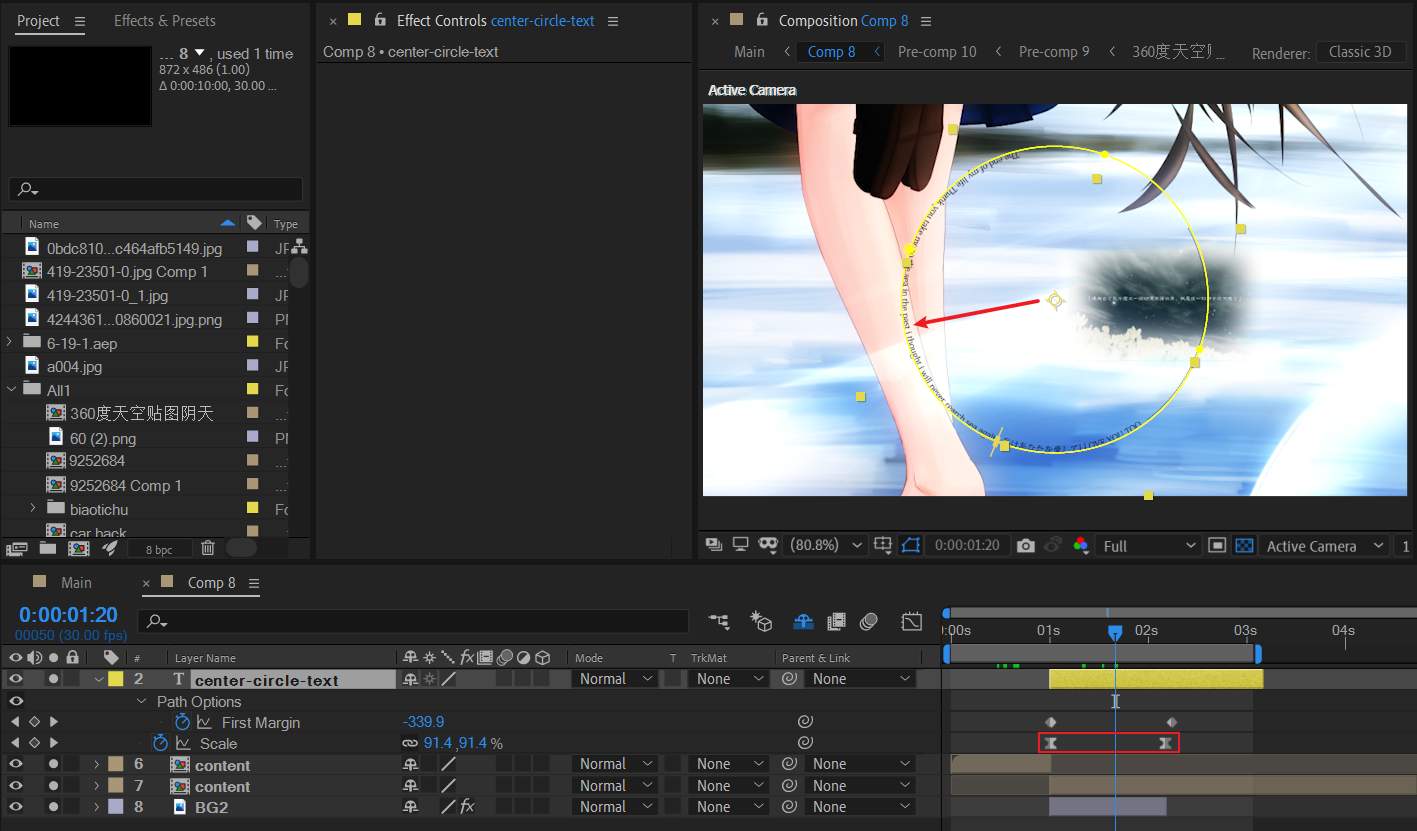 Project
Effects & Presets
... 8 , used 1 time
872 x 486 (1.00)
Δ 0:00:10:00, 30.00 ...
Name
Type
0bdc810...c464afb5149.jpg
JF
419-23501-0.jpg Comp 1
...
419-23501-0_1.jpg
JF
4244361...0860021.jpg.png
PN
6-19-1.aep
Fo
a004.jpg
JF
All1
Fo
360度天空贴图阴天
...
60 (2).png
PN
9252684
...
9252684 Comp 1
...
biaotichu
Fo
car back
8 bpc
Effect Controls center-circle-text
Comp 8 • center-circle-text
Composition Comp 8
Main
Comp 8
Pre-comp 10
Pre-comp 9
360度天空贴 ...
Renderer:
Classic 3D
Active Camera
The end of my life Thank you take me to the sea in the past i thought i will never
I LOVE YOU TOO
(80.8%)
0:00:01:20
Full
Active Camera
1
Main
Comp 8
0:00:01:20
00050 (30.00 fps)
):00s
01s
02s
03s
04s
#
Layer Name
fx
Mode
T
TrkMat
Parent & Link
2
T
center-circle-text
Normal
None
None
Path Options
First Margin
-339.9
Scale
91.4 ,91.4 %
6
content
Normal
None
None
7
content
Normal
None
None
8
BG2
fx
Normal
None
None